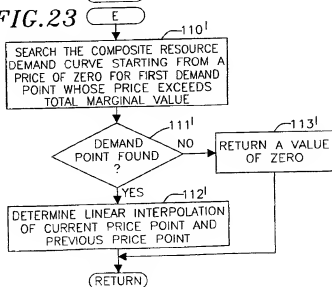 FIG.23
E
110'
SEARCH THE COMPOSITE RESOURCE
DEMAND CURVE STARTING FROM A
PRICE OF ZERO FOR FIRST DEMAND
POINT WHOSE PRICE EXCEEDS
TOTAL MARGINAL VALUE
111'
DEMAND
POINT FOUND
?
NO
113'
RETURN A VALUE
OF ZERO
YES
112'
DETERMINE LINEAR INTERPOLATION
OF CURRENT PRICE POINT AND
PREVIOUS PRICE POINT
RETURN